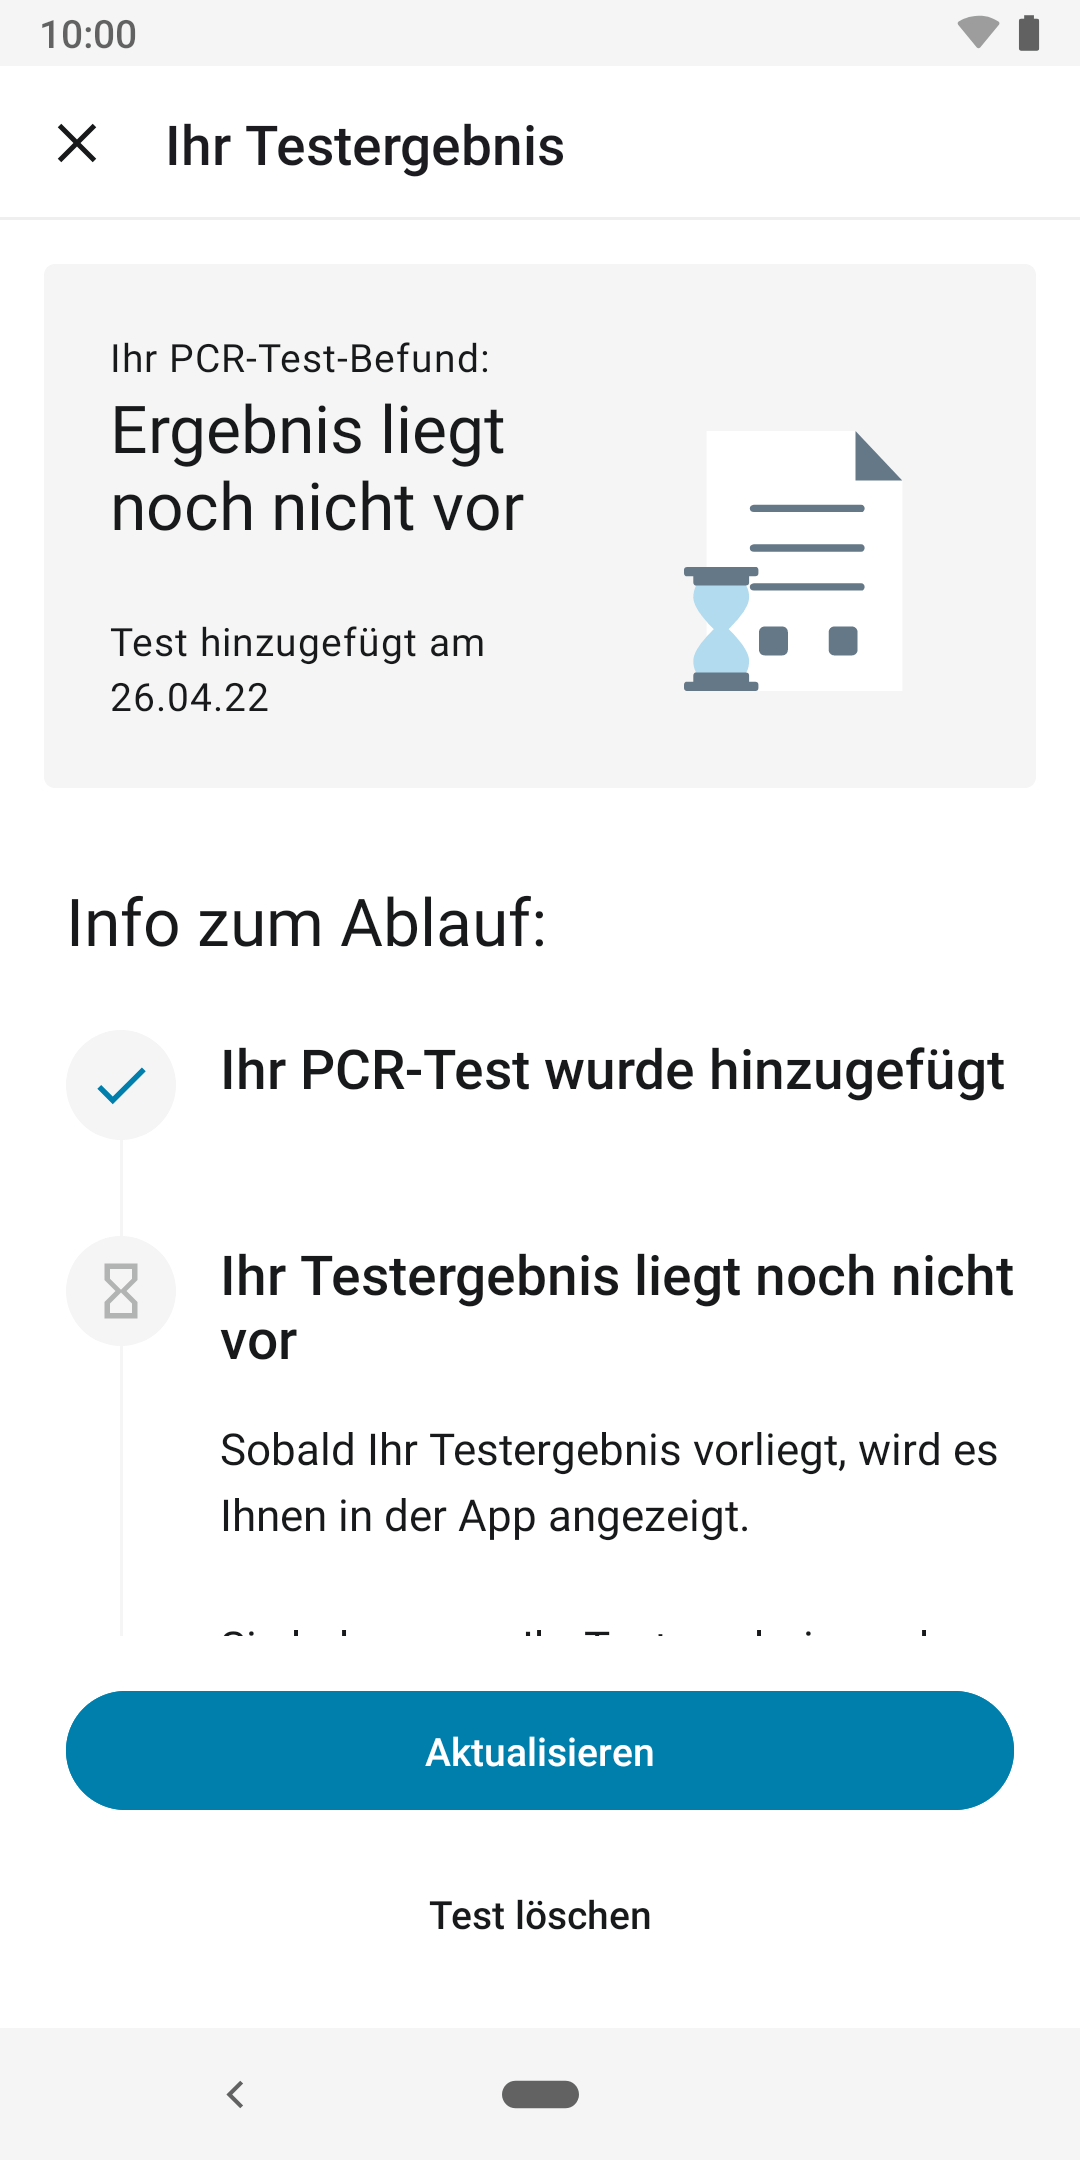 10:00
Ihr Testergebnis
Ihr PCR-Test-Befund:
Ergebnis liegt
noch nicht vor
Test hinzugefügt am
26.04.22
Info zum Ablauf:
Ihr PCR-Test wurde hinzugefügt
Ihr Testergebnis liegt noch nicht
vor
Sobald Ihr Testergebnis vorliegt, wird es
Ihnen in der App angezeigt.
Aktualisieren
Test löschen